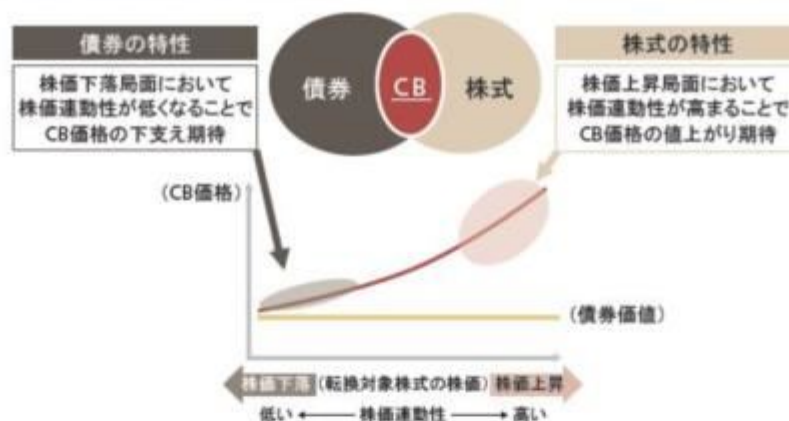 債券の特性
株価下落局面において
株価連動性が低くなることで
CB価格の下支え期待
債券
CB
株式
株式の特性
株価上昇局面において
株価連動性が高まることで
CB価格の値上がり期待
(CB価格)
(債券価値)
株価下落
(転換対象株式の株価)
株価上昇
低い
株価連動性
高い